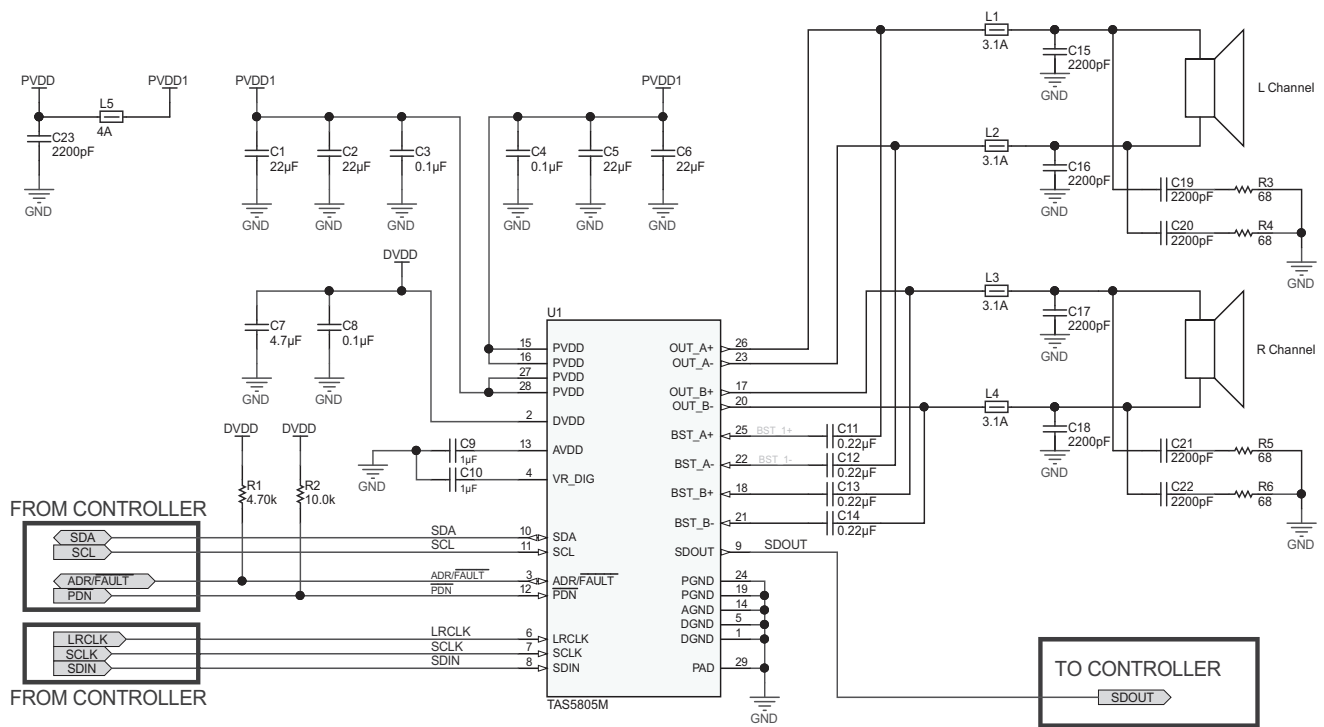 PVDD
PVDD1
L5
4A
C23
2200pF
GND
PVDD1
C1
22µF
C2
22µF
C3
0.1µF
GND
GND
GND
PVDD1
C4
0.1µF
C5
22µF
C6
22µF
GND
GND
GND
L1
3.1A
C15
2200pF
GND
L Channel
L2
3.1A
C16
2200pF
GND
C19
2200pF
R3
68
C20
2200pF
R4
68
GND
DVDD
C7
4.7µF
C8
0.1µF
GND
GND
L3
3.1A
C17
2200pF
GND
R Channel
L4
3.1A
C18
2200pF
GND
C21
2200pF
R5
68
C22
2200pF
R6
68
GND
U1
15 PVDD
16 PVDD
27 PVDD
28 PVDD
2 DVDD
13 AVDD
4 VR_DIG
10 SDA
11 SCL
3 ADR/FAULT
12 PDN
6 LRCLK
7 SCLK
8 SDIN
OUT_A+ 26
OUT_A- 23
OUT_B+ 17
OUT_B- 20
BST_A+ 25 BST_1+
BST_A- 22 BST_1-
BST_B+ 18
BST_B- 21
SDOUT 9 SDOUT
PGND 24
PGND 19
AGND 14
DGND 5
DGND 1
PAD 29
GND
TAS5805M
C11
0.22µF
C12
0.22µF
C13
0.22µF
C14
0.22µF
C9
1µF
C10
1µF
GND
DVDD
DVDD
R1
4.70k
R2
10.0k
FROM CONTROLLER
SDA
SCL
ADR/FAULT
PDN
SDA
SCL
ADR/FAULT
PDN
LRCLK
SCLK
SDIN
LRCLK
SCLK
SDIN
FROM CONTROLLER
TO CONTROLLER
SDOUT